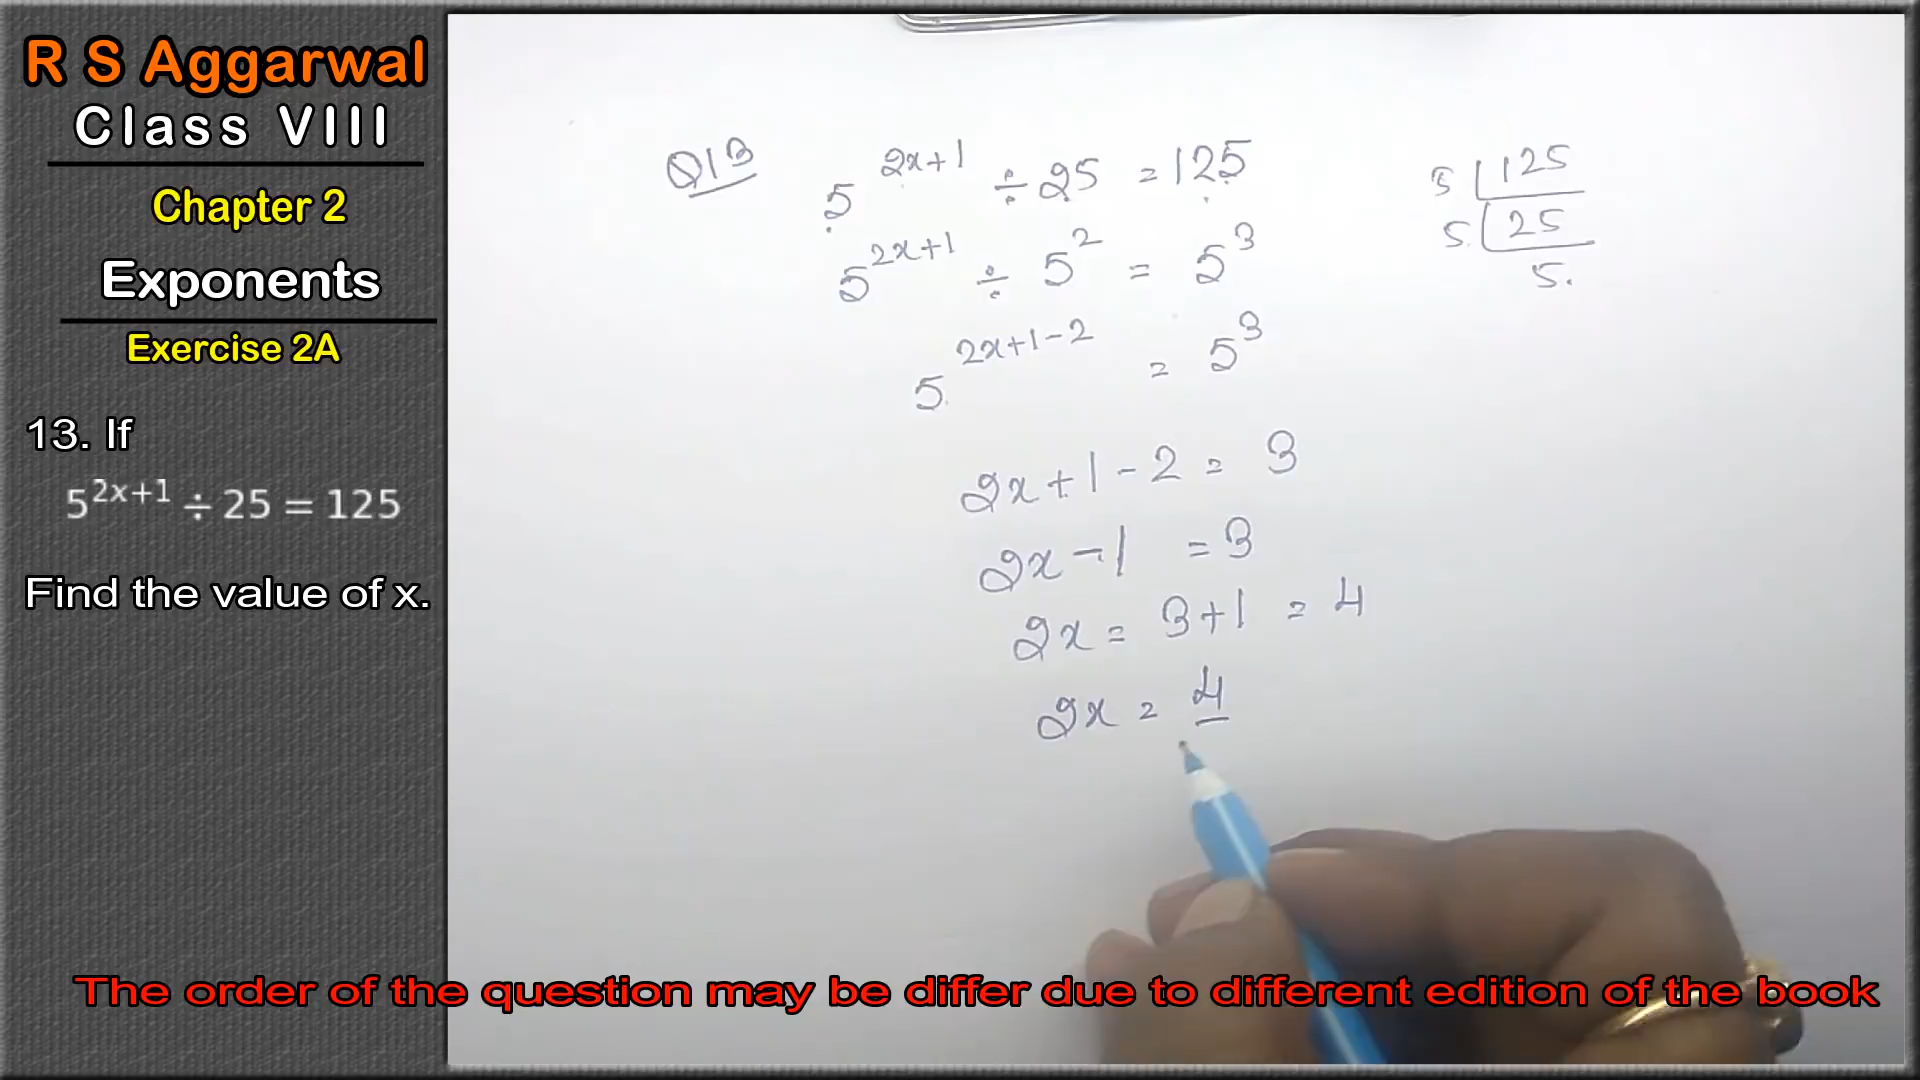 R S Aggarwal
Class VIII
Chapter 2
Exponents
Exercise 2A
13. If
5^{2x+1} ÷ 25 = 125
Find the value of x.
Q13
5^{2x+1} ÷ 25 = 125
5^{2x+1} ÷ 5^2 = 5^3
5^{2x+1-2} = 5^3
2x+1-2 = 3
2x-1 = 3
2x = 3+1 = 4
2x = 4
5 125
5 25
5.
The order of the question may be differ due to different edition of the book